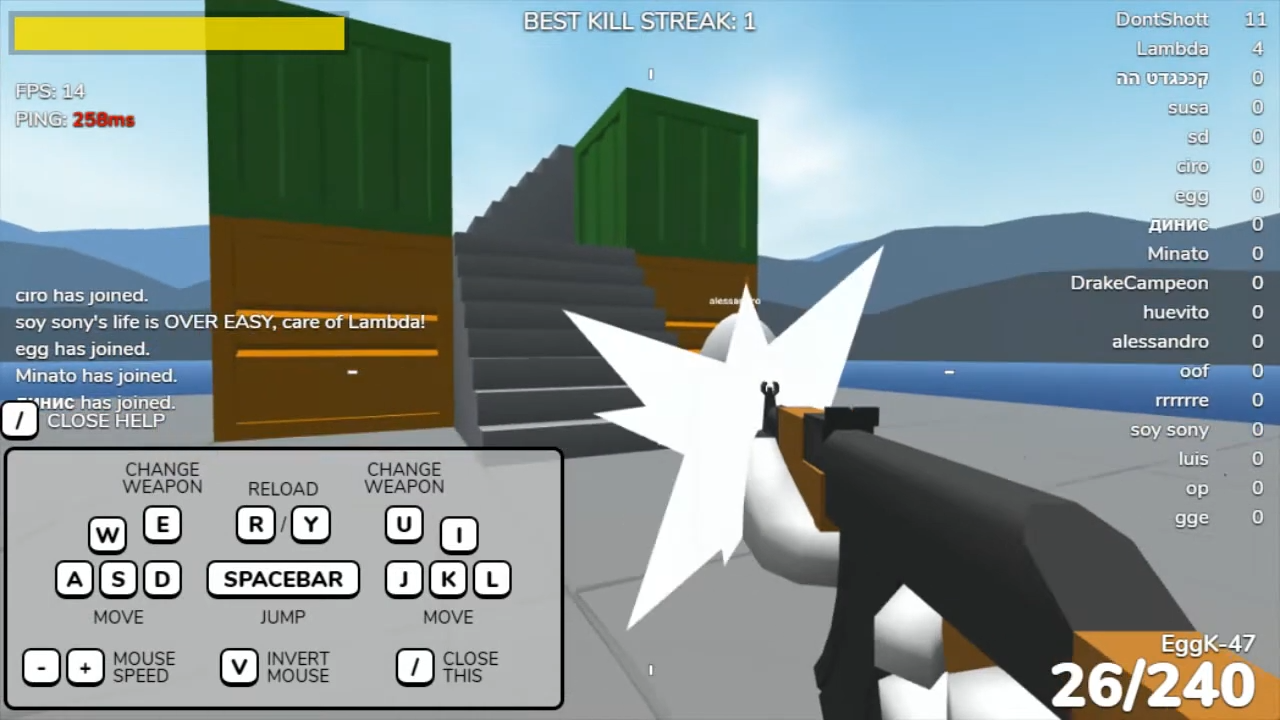 BEST KILL STREAK: 1
FPS: 14
PING: 258ms
DontShott 11
Lambda 4
קככגדט הה 0
susa 0
sd 0
ciro 0
egg 0
динис 0
Minato 0
DrakeCampeon 0
huevito 0
alessandro 0
oof 0
rrrrrre 0
soy sony 0
luis 0
op 0
gge 0
alessandro
ciro has joined.
soy sony's life is OVER EASY, care of Lambda!
egg has joined.
Minato has joined.
динис has joined.
/ CLOSE HELP
CHANGE WEAPON
RELOAD
CHANGE WEAPON
W E R / Y U I
A S D SPACEBAR J K L
MOVE JUMP MOVE
- + MOUSE SPEED
V INVERT MOUSE
/ CLOSE THIS
EggK-47
26/240